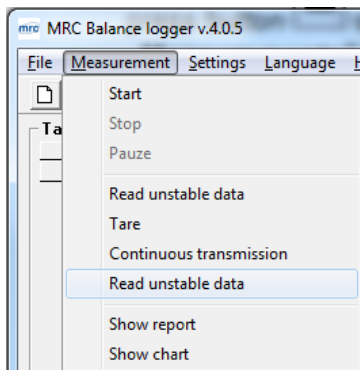 mrc MRC Balance logger v.4.0.5
File Measurement Settings Language
Ta
Start
Stop
Pauze
Read unstable data
Tare
Continuous transmission
Read unstable data
Show report
Show chart